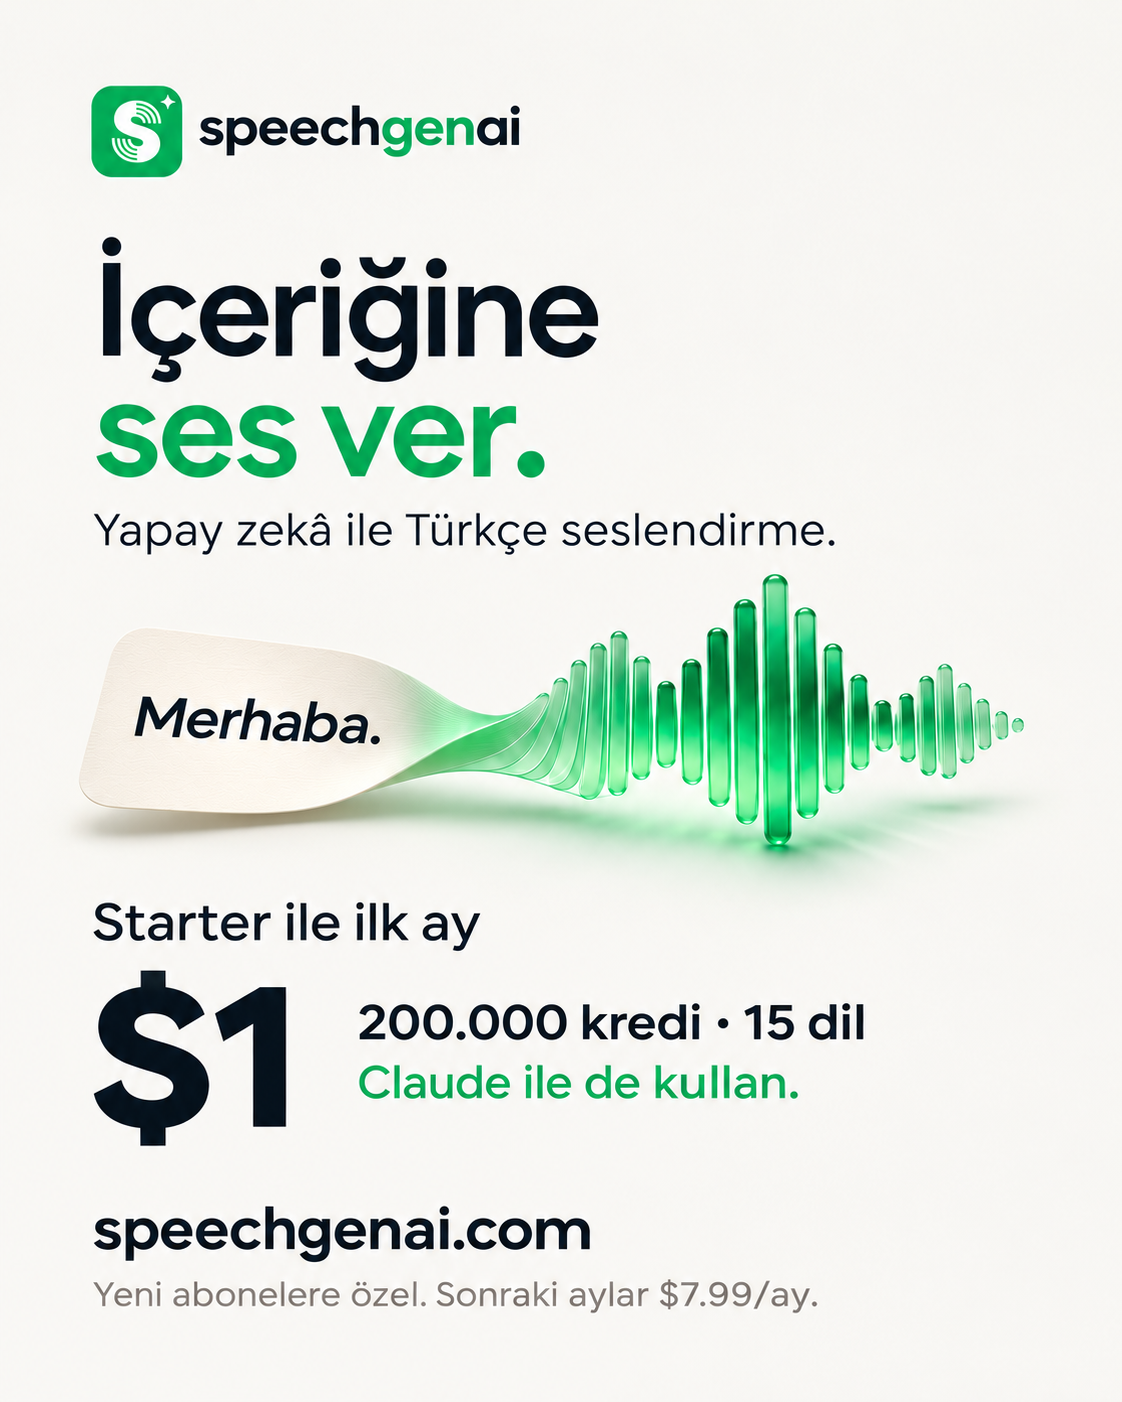 speechgenai
İçeriğine
ses ver.
Yapay zekâ ile Türkçe seslendirme.
Merhaba.
Starter ile ilk ay
$1
200.000 kredi • 15 dil
Claude ile de kullan.
speechgenai.com
Yeni abonelere özel. Sonraki aylar $7.99/ay.